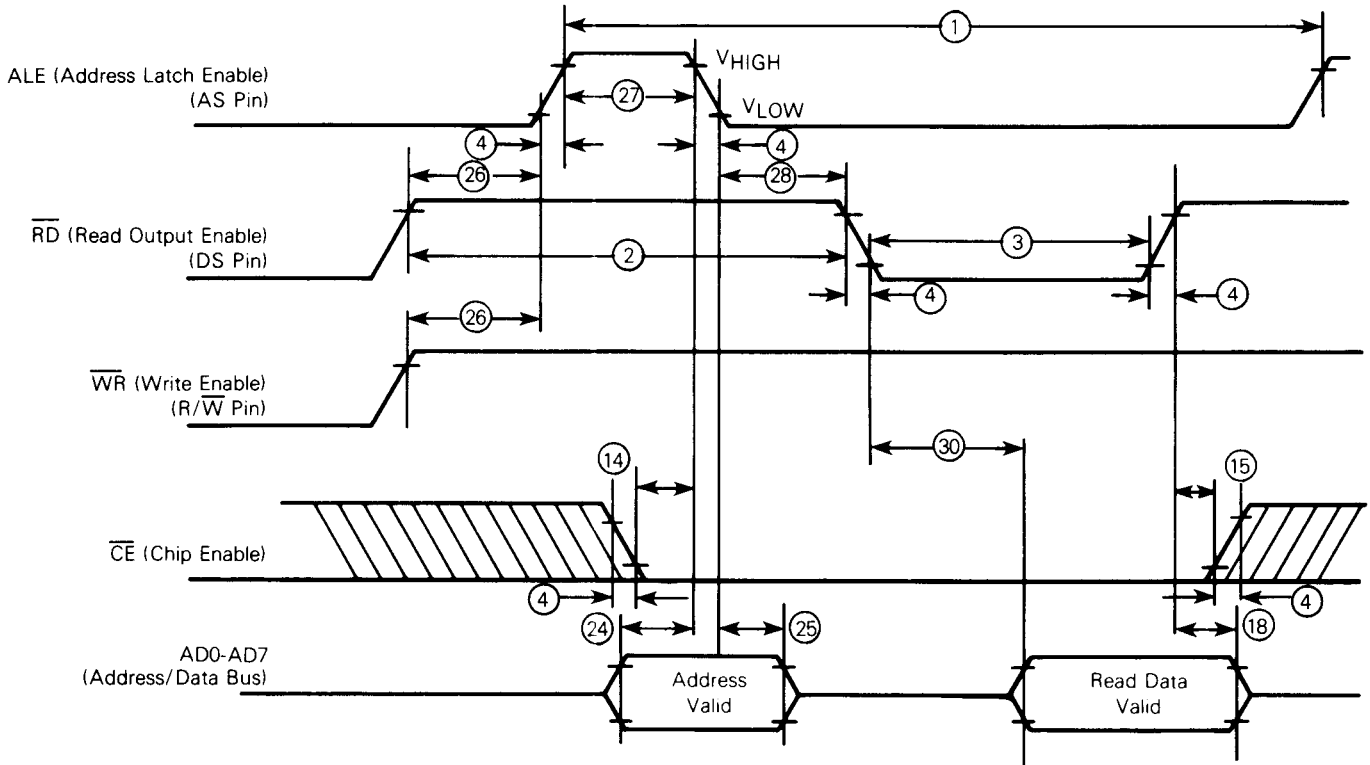 1
ALE (Address Latch Enable)
(AS Pin)
VHIGH
27
VLOW
4
4
26
28
RD (Read Output Enable)
(DS Pin)
2
3
4
4
26
WR (Write Enable)
(R/W Pin)
30
14
15
CE (Chip Enable)
4
4
24
25
18
AD0-AD7
(Address/Data Bus)
Address
Valid
Read Data
Valid